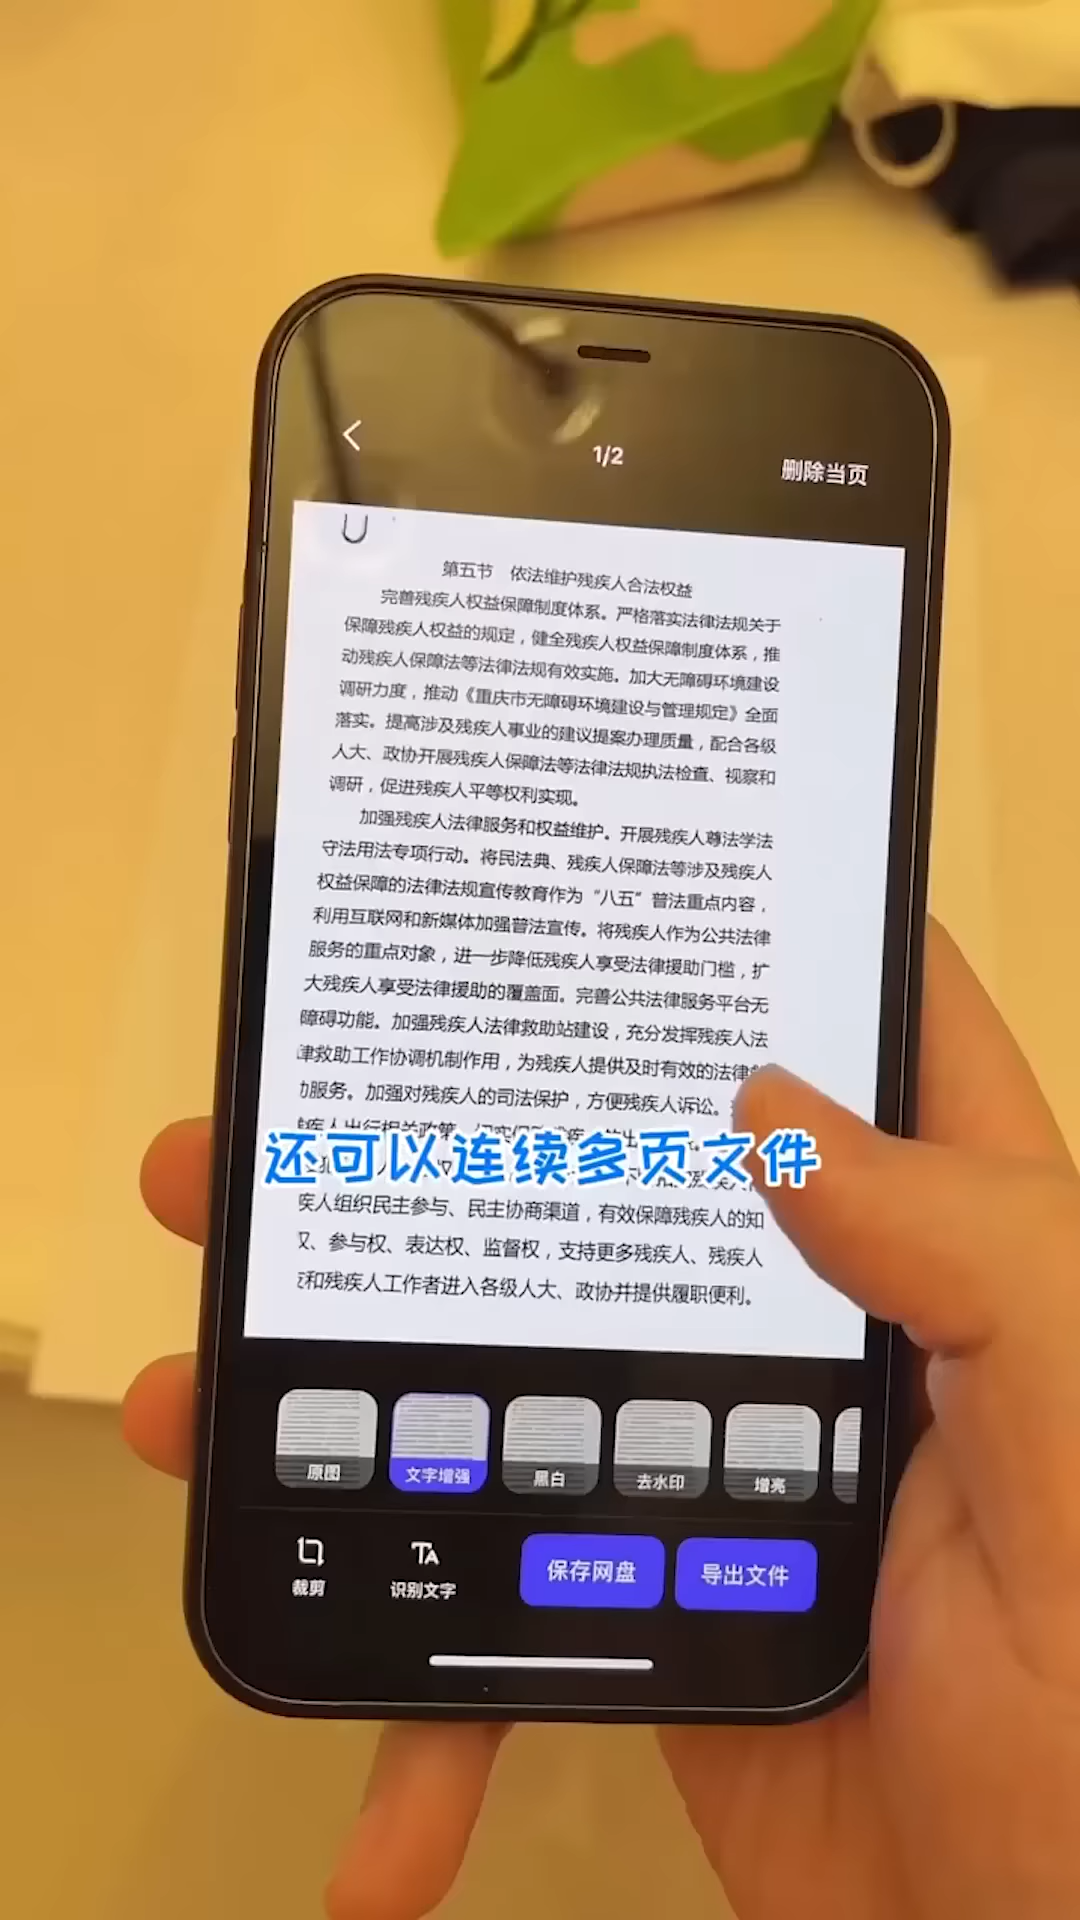 1/2
删除当页
第五节 依法维护残疾人合法权益
完善残疾人权益保障制度体系。严格落实法律法规关于
保障残疾人权益的规定，健全残疾人权益保障制度体系，推
动残疾人保障法等法律法规有效实施。加大无障碍环境建设
调研力度，推动《重庆市无障碍环境建设与管理规定》全面
落实。提高涉及残疾人事业的建议提案办理质量，配合各级
人大、政协开展残疾人保障法等法律法规执法检查、视察和
调研，促进残疾人平等权利实现。
加强残疾人法律服务和权益维护。开展残疾人尊法学法
守法用法专项行动。将民法典、残疾人保障法等涉及残疾人
权益保障的法律法规宣传教育作为“八五”普法重点内容，
利用互联网和新媒体加强普法宣传。将残疾人作为公共法律
服务的重点对象，进一步降低残疾人享受法律援助门槛，扩
大残疾人享受法律援助的覆盖面。完善公共法律服务平台无
障碍功能。加强残疾人法律救助站建设，充分发挥残疾人法
律救助工作协调机制作用，为残疾人提供及时有效的法律
服务。加强对残疾人的司法保护，方便残疾人诉讼。
疾人出行相关政策
还可以连续多页文件
疾人组织民主参与、民主协商渠道，有效保障残疾人的知
、参与权、表达权、监督权，支持更多残疾人、残疾人
和残疾人工作者进入各级人大、政协并提供履职便利。
原图
文字增强
黑白
去水印
增亮
裁剪
识别文字
保存网盘
导出文件